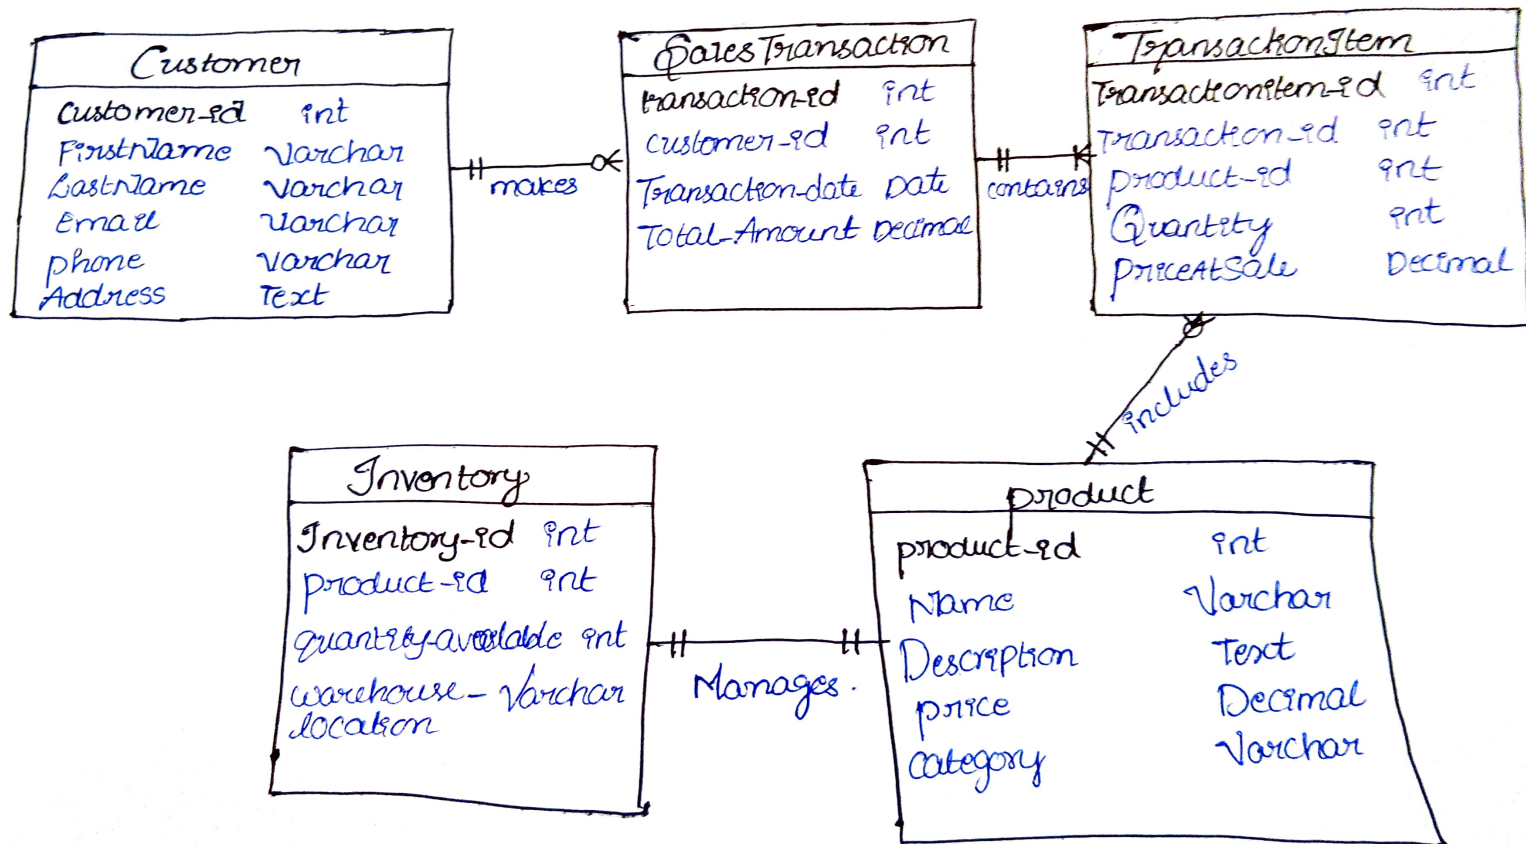 Customer
Customer-id int
FirstName Varchar
LastName Varchar
Email Varchar
phone Varchar
Address Text
makes
SalesTransaction
transaction-id int
customer-id int
Transaction-date Date
Total-Amount Decimal
contains
TransactionItem
Transactionitem-id int
Transaction-id int
product-id int
Quantity int
priceAtSale Decimal
includes
Inventory
Inventory-id int
product-id int
quantity-available int
warehouse- Varchar
location
Manages.
product
product-id int
Name Varchar
Description Text
price Decimal
category Varchar